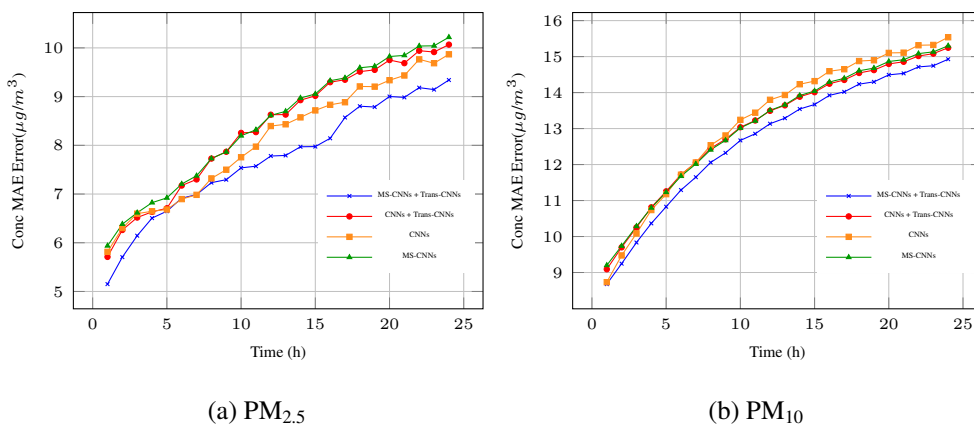 Conc MAE Error(μg/m³)
10
9
8
7
6
5
0
5
10
15
20
25
Time (h)
MS-CNNs + Trans-CNNs
CNNs + Trans-CNNs
CNNs
MS-CNNs
(a) PM₂.₅
Conc MAE Error(μg/m³)
16
15
14
13
12
11
10
9
0
5
10
15
20
25
Time (h)
MS-CNNs + Trans-CNNs
CNNs + Trans-CNNs
CNNs
MS-CNNs
(b) PM₁₀